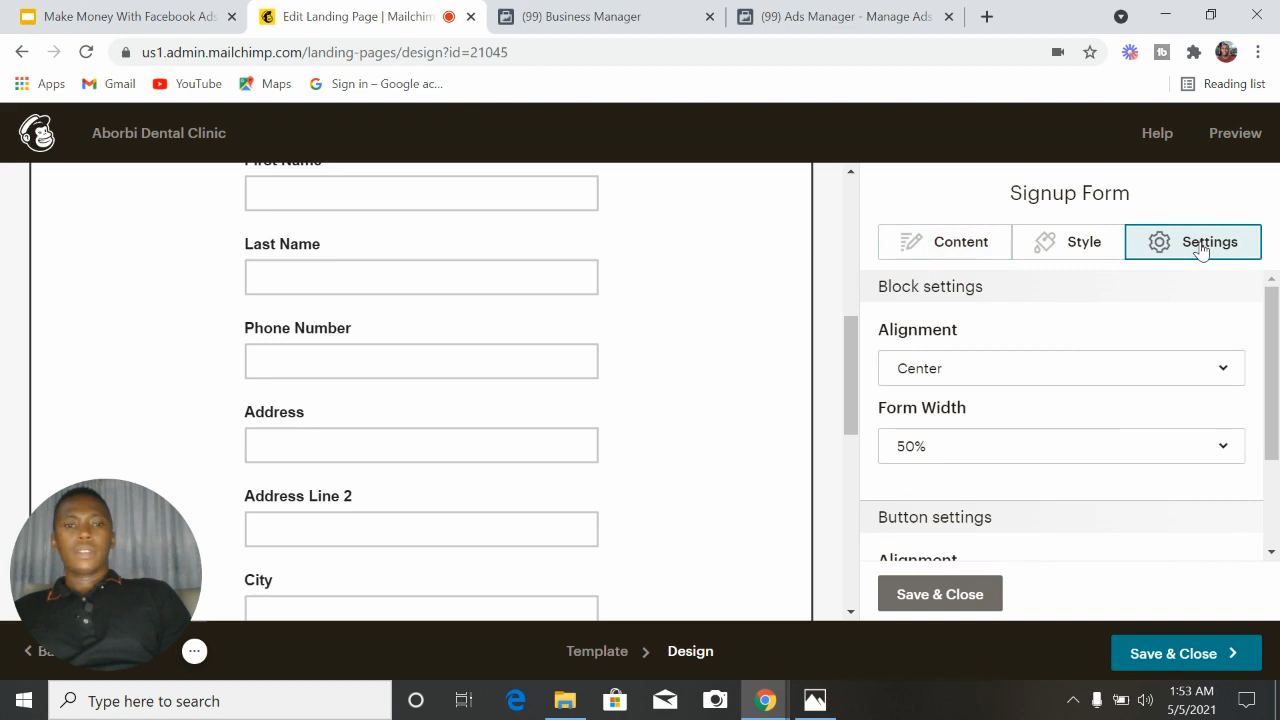 Make Money With Facebook Ads
Edit Landing Page | Mailchim
(99) Business Manager
(99) Ads Manager - Manage Ads
us1.admin.mailchimp.com/landing-pages/design?id=21045
Apps
Gmail
YouTube
Maps
Sign in – Google ac...
Reading list
Aborbi Dental Clinic
Help
Preview
First Name
Last Name
Phone Number
Address
Address Line 2
City
Signup Form
Content
Style
Settings
Block settings
Alignment
Center
Form Width
50%
Button settings
Alignment
Save & Close
Template
Design
Save & Close
Type here to search
1:53 AM
5/5/2021